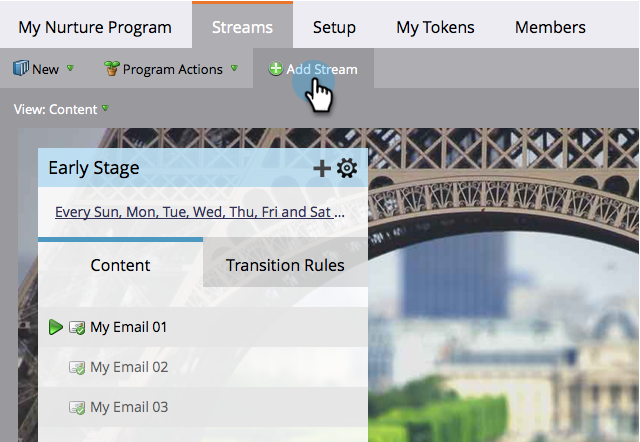 My Nurture Program Streams Setup My Tokens Members
New Program Actions Add Stream
View: Content
Early Stage
Every Sun, Mon, Tue, Wed, Thu, Fri and Sat ...
Content Transition Rules
My Email 01
My Email 02
My Email 03